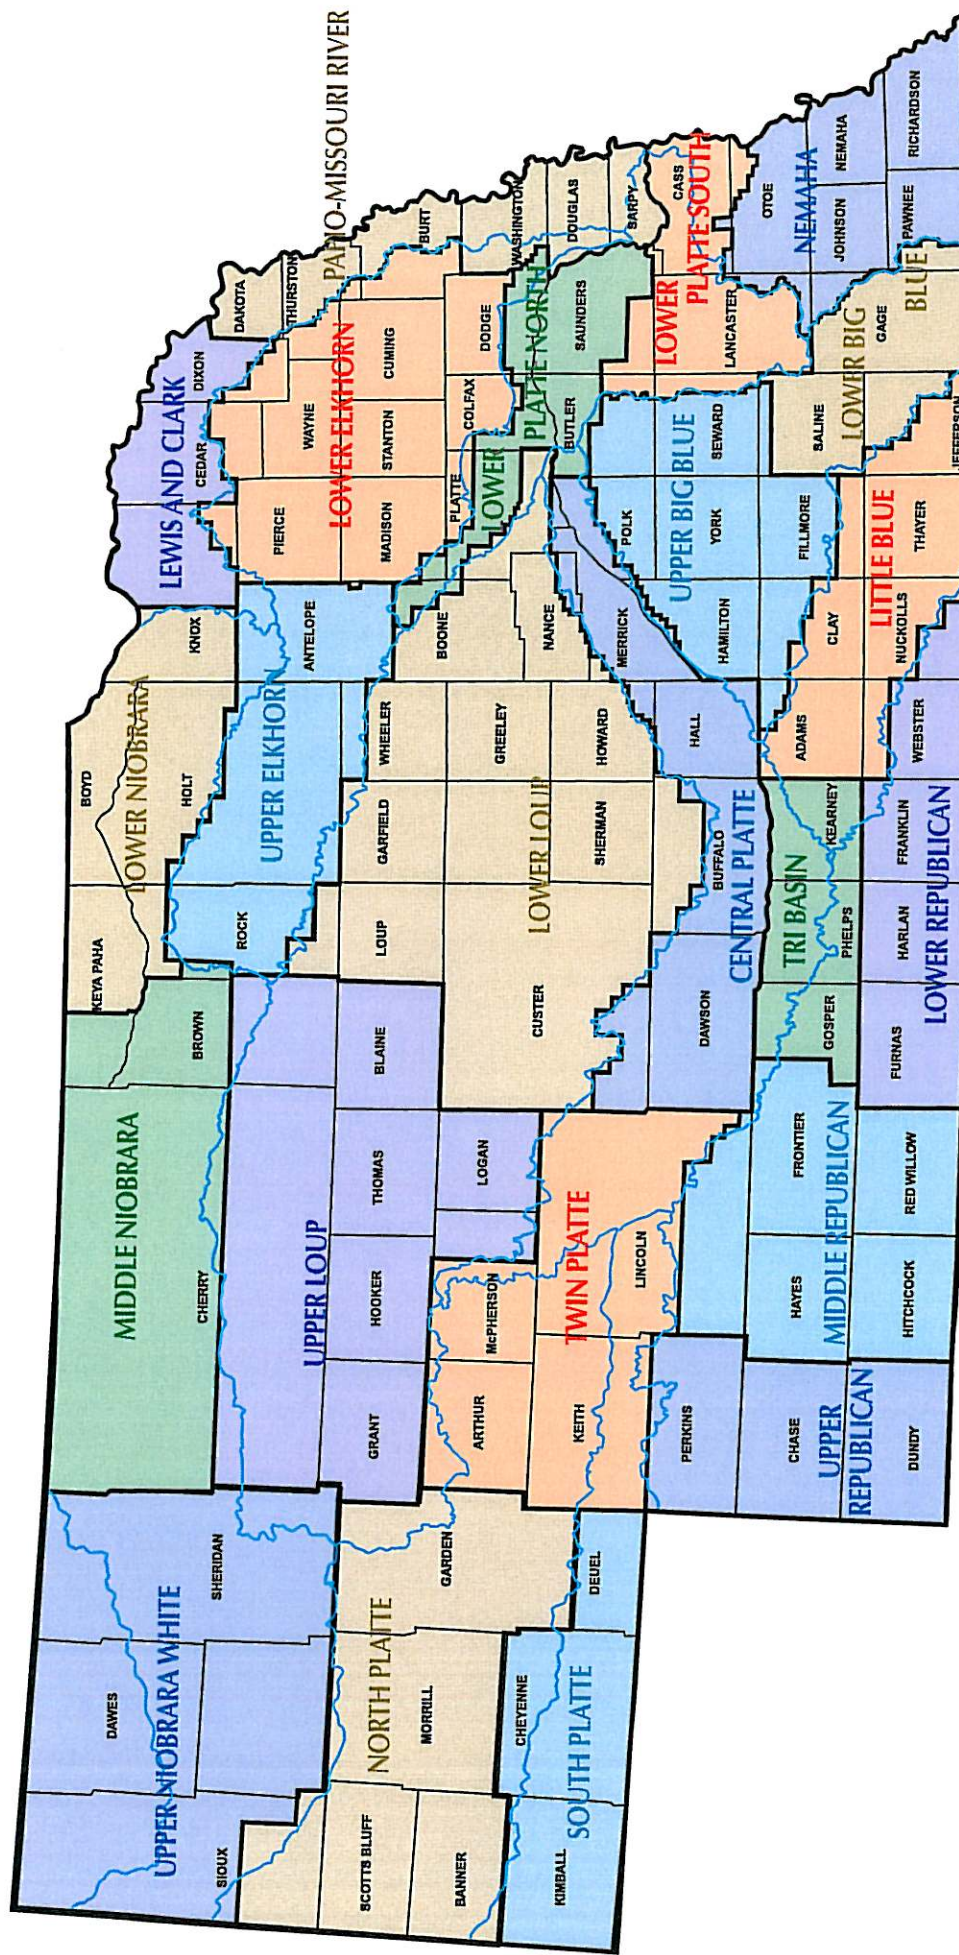 UPPER NIOBRARA WHITE
DAWES
SIOUX
SHERIDAN
NORTH PLATTE
SCOTTS BLUFF
BANNER
MORRILL
GARDEN
SOUTH PLATTE
KIMBALL
CHEYENNE
DEUEL
MIDDLE NIOBRARA
CHERRY
BROWN
UPPER LOUP
GRANT
HOOKER
THOMAS
BLAINE
LOGAN
TWIN PLATTE
ARTHUR
McPHERSON
KEITH
LINCOLN
UPPER
REPUBLICAN
PERKINS
CHASE
DUNDY
MIDDLE REPUBLICAN
HAYES
FRONTIER
HITCHCOCK
RED WILLOW
LOWER NIOBRARA
KEYA PAHA
BOYD
HOLT
KNOX
UPPER ELKHORN
ROCK
ANTELOPE
LOWER LOUP
LOUP
GARFIELD
WHEELER
CUSTER
SHERMAN
GREELEY
HOWARD
BOONE
NANCE
CENTRAL PLATTE
DAWSON
BUFFALO
HALL
MERRICK
TRI BASIN
GOSPER
PHELPS
KEARNEY
LOWER REPUBLICAN
FURNAS
HARLAN
FRANKLIN
WEBSTER
LEWIS AND CLARK
CEDAR
DIXON
LOWER ELKHORN
PIERCE
WAYNE
MADISON
STANTON
CUMING
PLATTE
COLFAX
DODGE
PAPIO-MISSOURI RIVER
DAKOTA
THURSTON
BURT
WASHINGTON
DOUGLAS
SARPY
LOWER
PLATTE NORTH
BUTLER
SAUNDERS
LOWER
PLATTE SOUTH
LANCASTER
CASS
UPPER BIG BLUE
POLK
YORK
SEWARD
HAMILTON
FILLMORE
LITTLE BLUE
ADAMS
CLAY
NUCKOLLS
THAYER
JEFFERSON
LOWER BIG
BLUE
SALINE
GAGE
NEMAHA
OTOE
JOHNSON
NEMAHA
PAWNEE
RICHARDSON